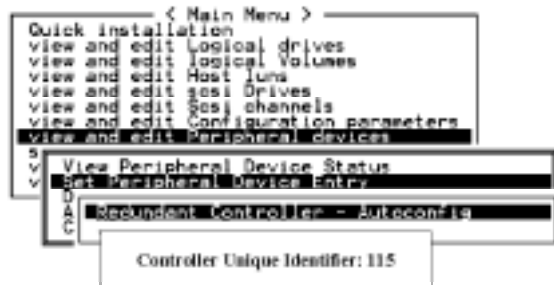 < Main Menu >
Quick installation
view and edit Logical drives
view and edit logical Volumes
view and edit Host luns
view and edit scsi Drives
view and edit Scsi channels
view and edit Configuration parameters
view and edit Peripheral devices
s
v View Peripheral Device Status
v Set Peripheral Device Entry
D
A Redundant Controller - Autoconfig
C
Controller Unique Identifier: 115